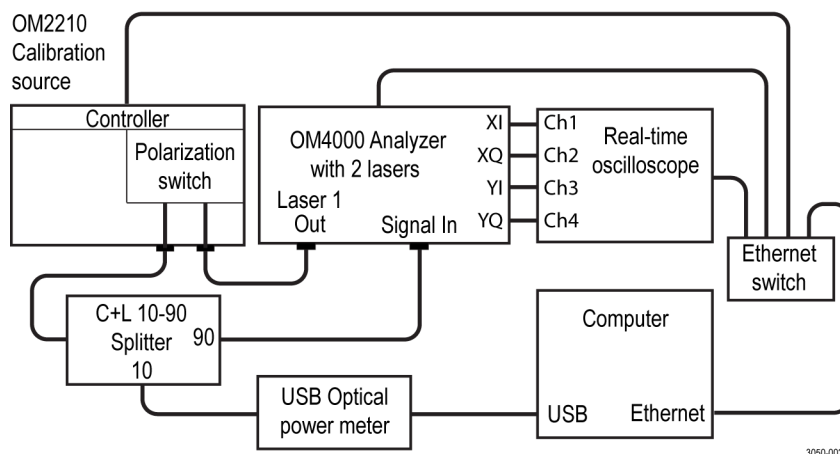 OM2210
Calibration
source
Controller
Polarization
switch
OM4000 Analyzer
with 2 lasers
Laser 1
Out
Signal In
XI
XQ
YI
YQ
Ch1
Ch2
Ch3
Ch4
Real-time
oscilloscope
Ethernet
switch
C+L 10-90
Splitter
90
10
USB Optical
power meter
Computer
USB
Ethernet